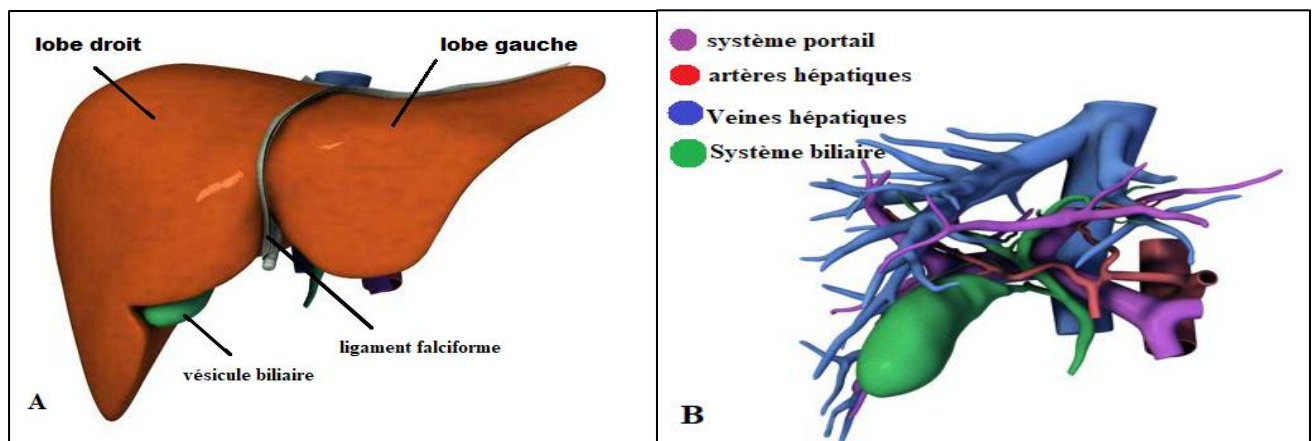 lobe droit
lobe gauche
ligament falciforme
vésicule biliaire
A
système portail
artères hépatiques
Veines hépatiques
Système biliaire
B